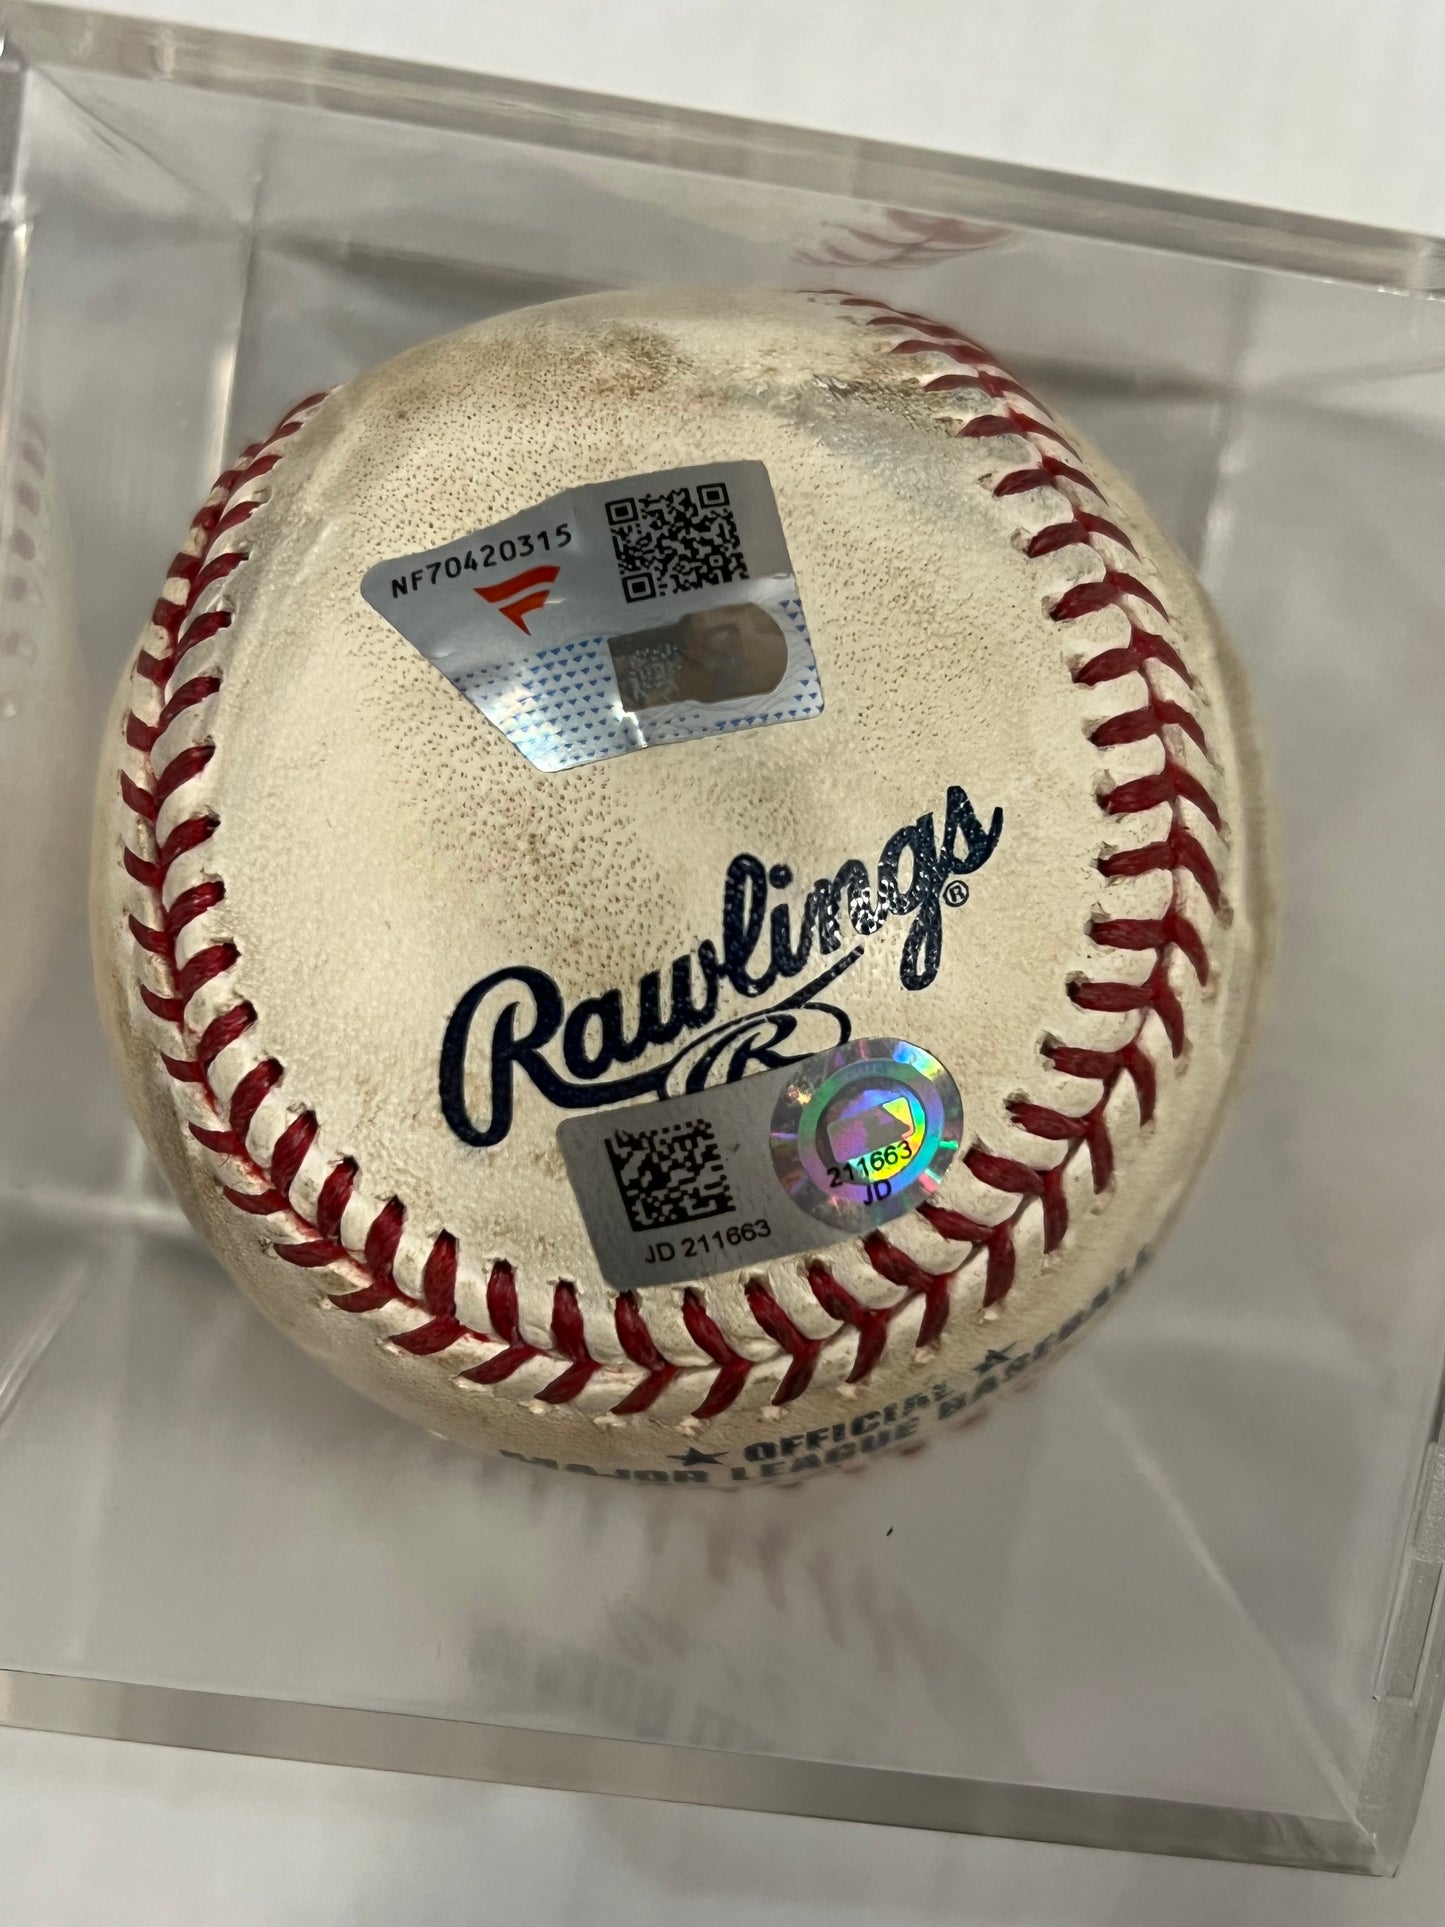 NF70420315
Rawlings®
R
211663
JD
JD 211663
OFFICIAL
MAJOR LEAGUE BASEBALL